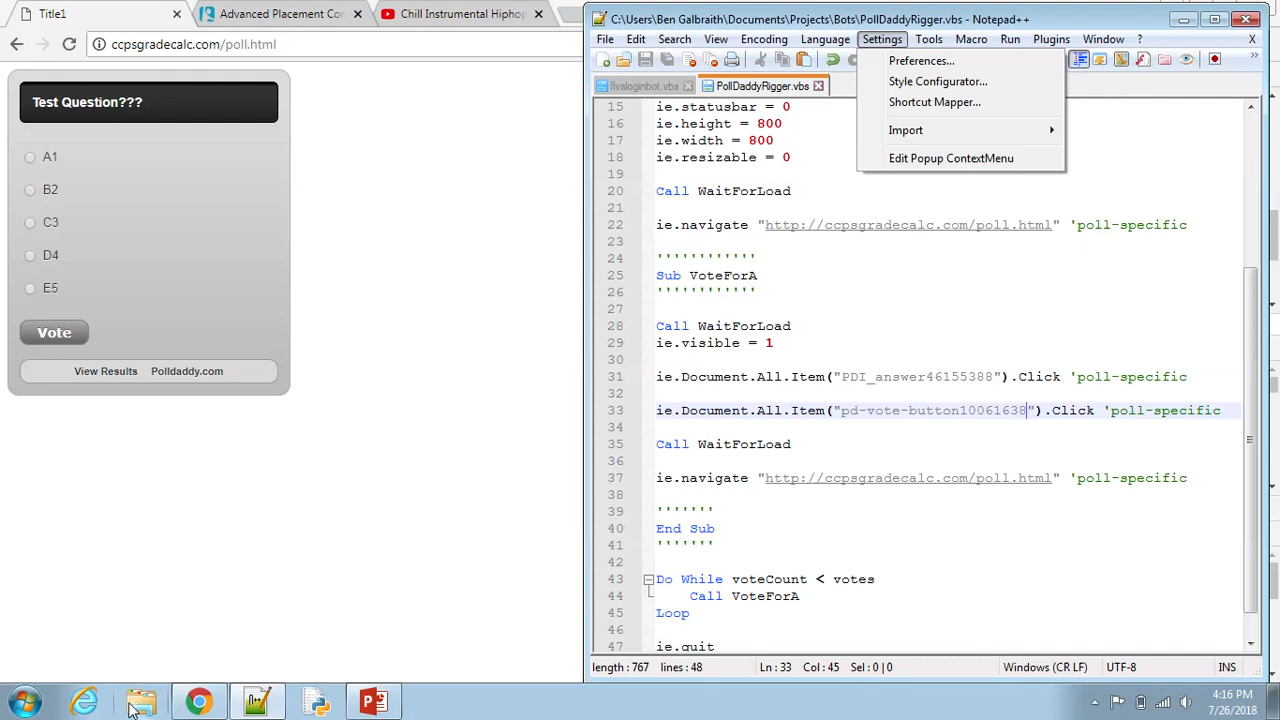 Title1
Advanced Placement Co
Chill Instrumental Hiphop
ccpsgradecalc.com/poll.html
Test Question???
A1
B2
C3
D4
E5
Vote
View Results Polldaddy.com
C:\Users\Ben Galbraith\Documents\Projects\Bots\PollDaddyRigger.vbs - Notepad++
File Edit Search View Encoding Language Settings Tools Macro Run Plugins Window ? X
flvsloginbot.vbs PollDaddyRigger.vbs
Preferences...
Style Configurator...
Shortcut Mapper...
Import
Edit Popup ContextMenu
15 ie.statusbar = 0
16 ie.height = 800
17 ie.width = 800
18 ie.resizable = 0
19
20 Call WaitForLoad
21
22 ie.navigate "http://ccpsgradecalc.com/poll.html" 'poll-specific
23
24 ''''''''''''
25 Sub VoteForA
26 ''''''''''''
27
28 Call WaitForLoad
29 ie.visible = 1
30
31 ie.Document.All.Item("PDI_answer46155388").Click 'poll-specific
32
33 ie.Document.All.Item("pd-vote-button10061638").Click 'poll-specific
34
35 Call WaitForLoad
36
37 ie.navigate "http://ccpsgradecalc.com/poll.html" 'poll-specific
38
39 '''''''
40 End Sub
41 '''''''
42
43 Do While voteCount < votes
44 Call VoteForA
45 Loop
46
47 ie.quit
length : 767 lines : 48 Ln : 33 Col : 45 Sel : 0 | 0 Windows (CR LF) UTF-8 INS
4:16 PM
7/26/2018